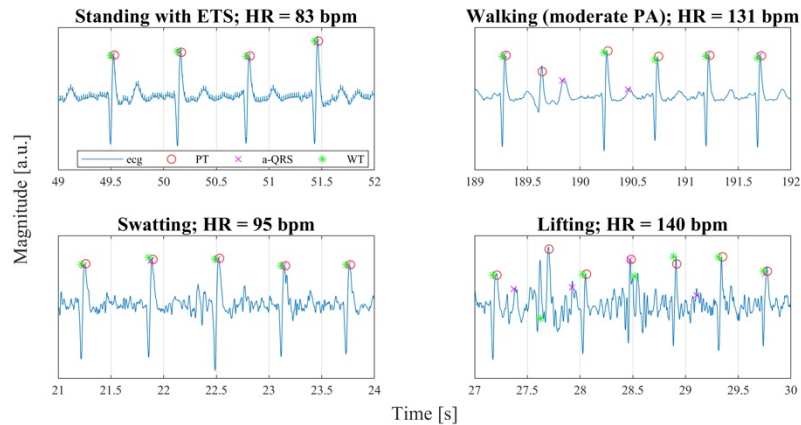 Standing with ETS; HR = 83 bpm
Walking (moderate PA); HR = 131 bpm
ecg PT a-QRS WT
49 49.5 50 50.5 51 51.5 52
189 189.5 190 190.5 191 191.5 192
Magnitude [a.u.]
Swatting; HR = 95 bpm
Lifting; HR = 140 bpm
21 21.5 22 22.5 23 23.5 24
27 27.5 28 28.5 29 29.5 30
Time [s]